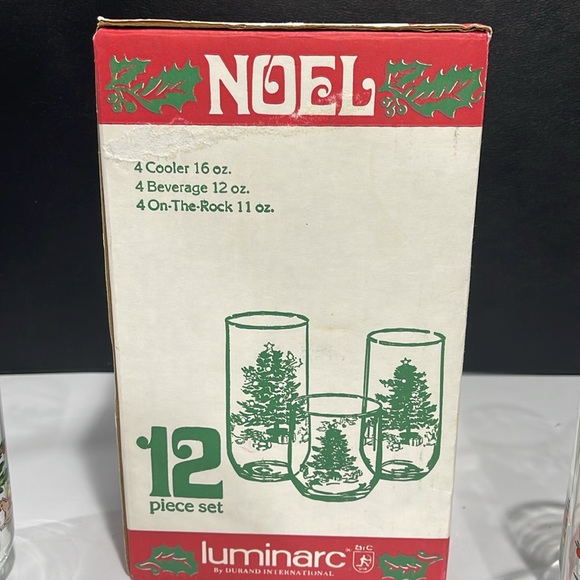 NOEL
4 Cooler 16 oz.
4 Beverage 12 oz.
4 On-The-Rock 11 oz.
12
piece set
luminarc
By DURAND INTERNATIONAL